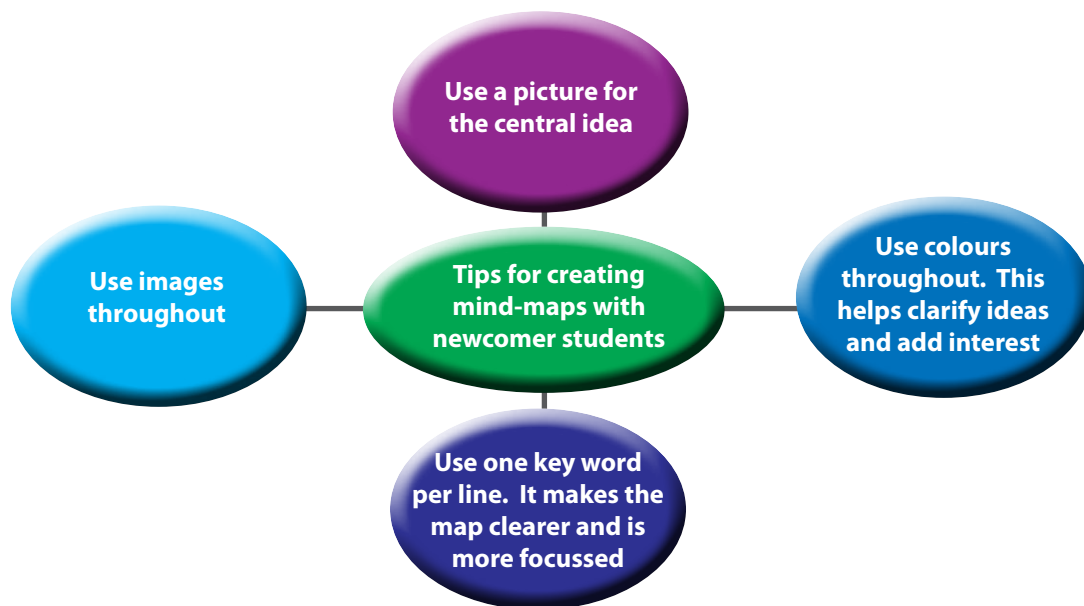 Use a picture for
the central idea
Use images
throughout
Tips for creating
mind-maps with
newcomer students
Use colours
throughout.  This
helps clarify ideas
and add interest
Use one key word
per line.  It makes the
map clearer and is
more focussed